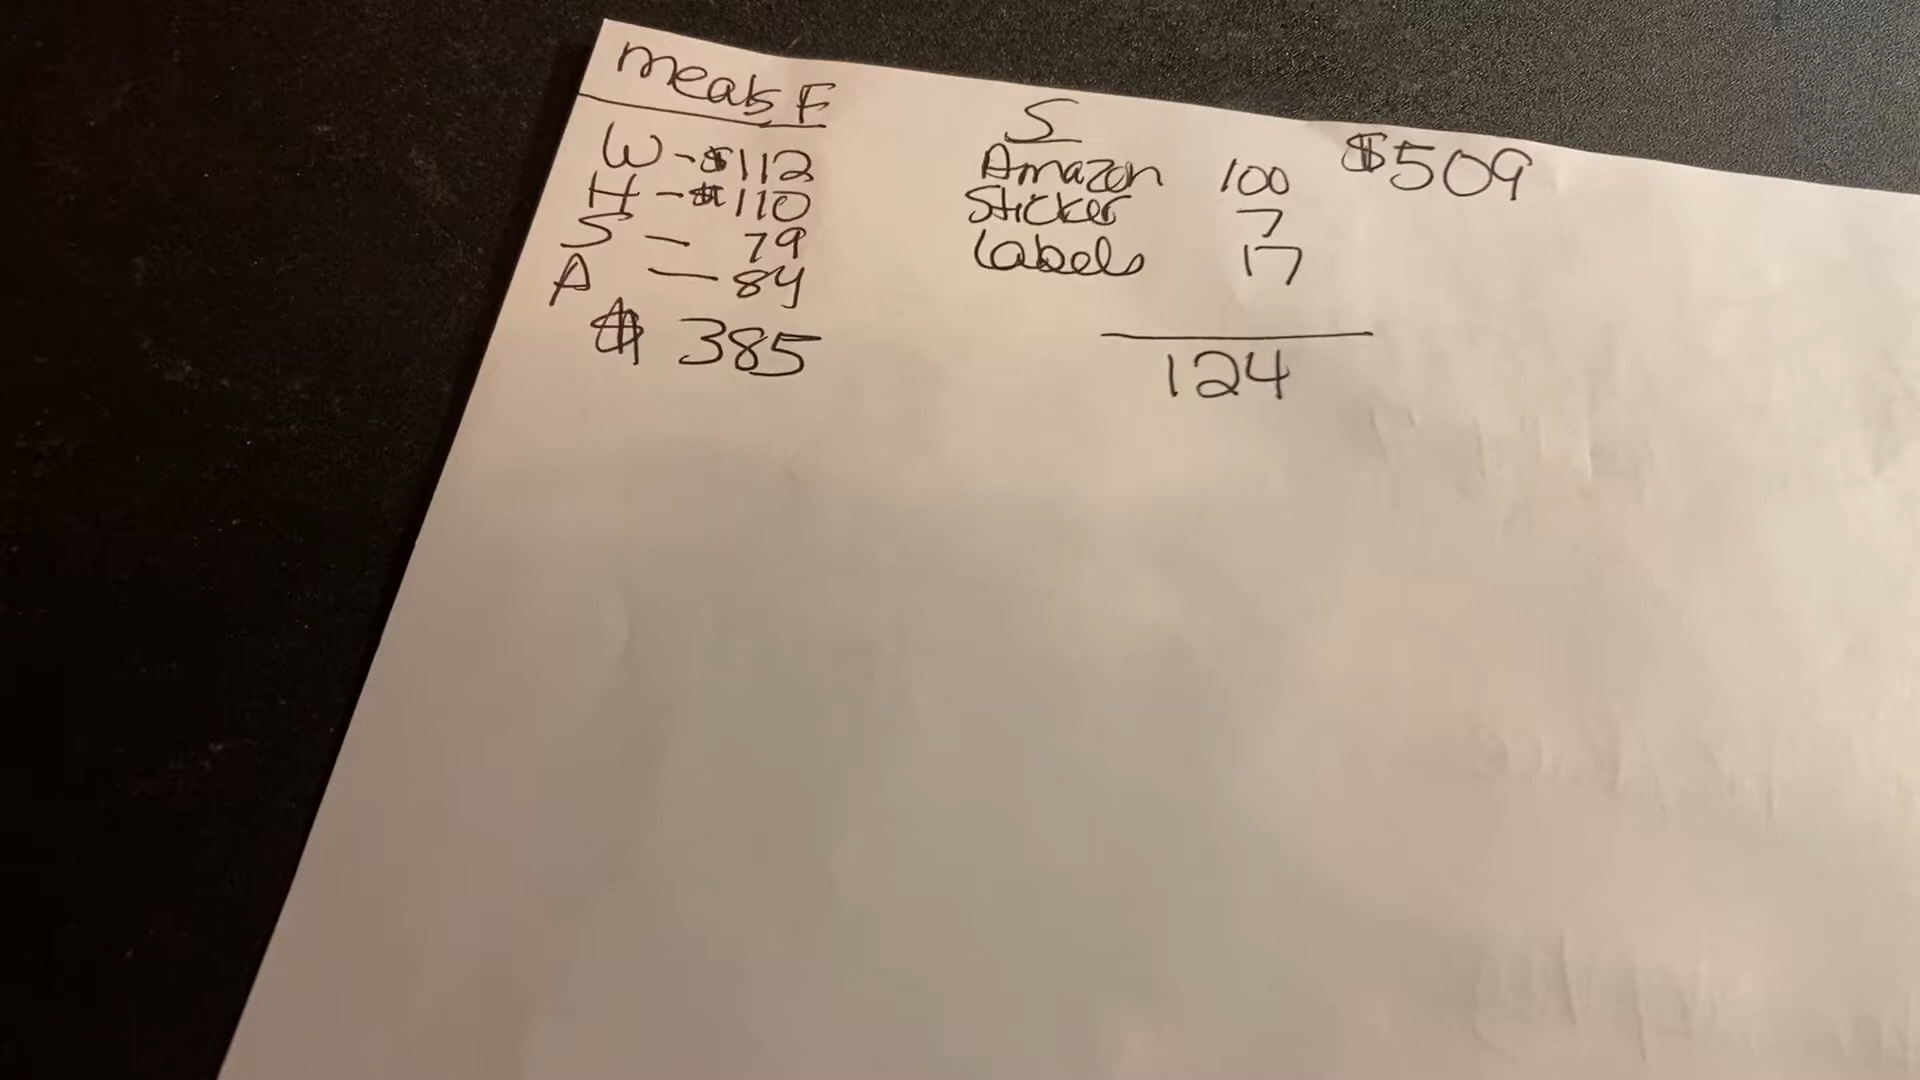 Meals F
W - $112
H - $110
S - 79
A - 84
$ 385
S
Amazon 100
Sticker 7
Labels 17
124
$509